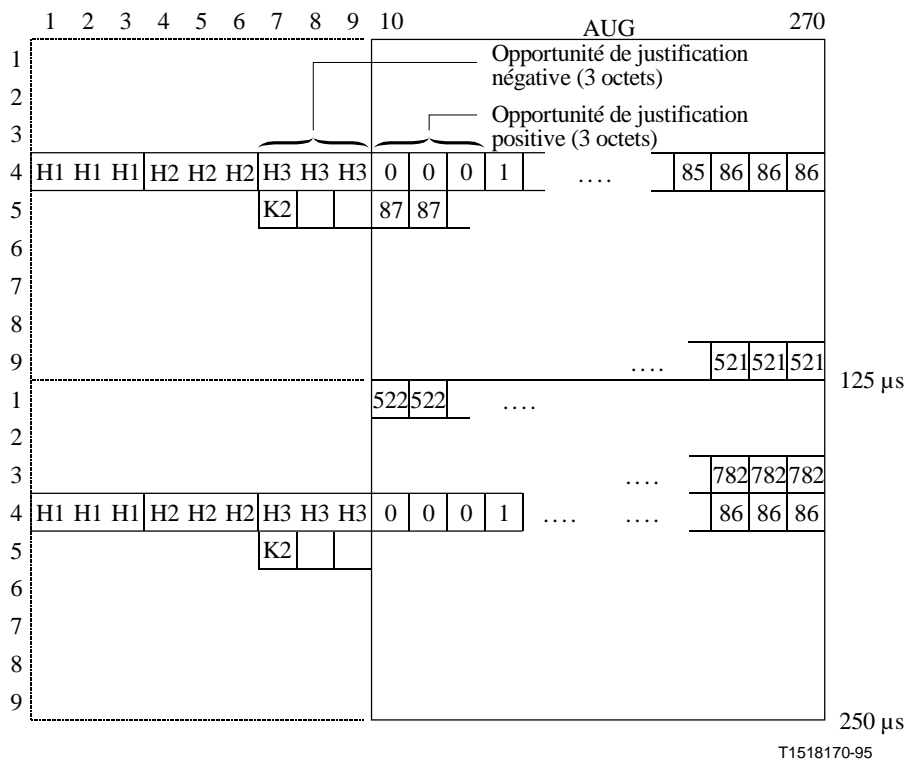 1 2 3 4 5 6 7 8 9 10 AUG 270
1 Opportunité de justification
négative (3 octets)
2
Opportunité de justification
3 positive (3 octets)
4 H1 H1 H1 H2 H2 H2 H3 H3 H3 0 0 0 1 .... 85 86 86 86
5 K2 87 87
6
7
8
9 .... 521 521 521
125 µs
1 522 522 ....
2
3 .... 782 782 782
4 H1 H1 H1 H2 H2 H2 H3 H3 H3 0 0 0 1 .... .... 86 86 86
5 K2
6
7
8
9
250 µs
T1518170-95